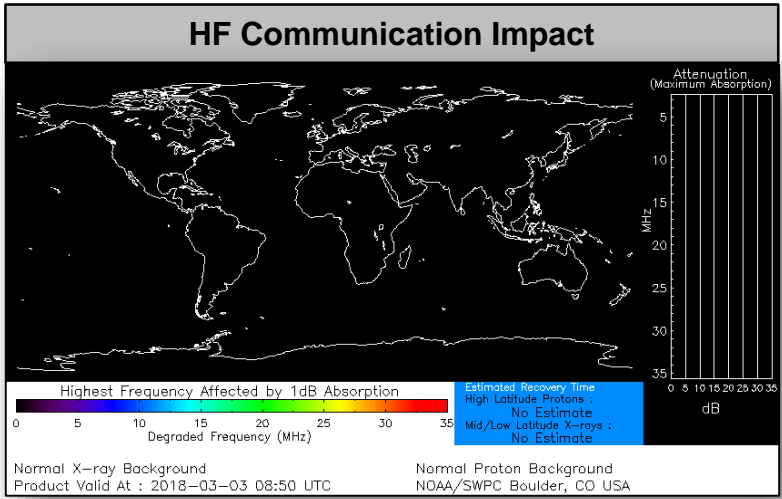 HF Communication Impact
Attenuation
(Maximum Absorption)
5
10
15
20
25
30
35
MHz
0 5 10 15 20 25 30 35
dB
Highest Frequency Affected by 1dB Absorption
0 5 10 15 20 25 30 35
Degraded Frequency (MHz)
Estimated Recovery Time
High Latitude Protons :
No Estimate
Mid/Low Latitude X-rays :
No Estimate
Normal X-ray Background
Normal Proton Background
Product Valid At : 2018-03-03 08:50 UTC
NOAA/SWPC Boulder, CO USA